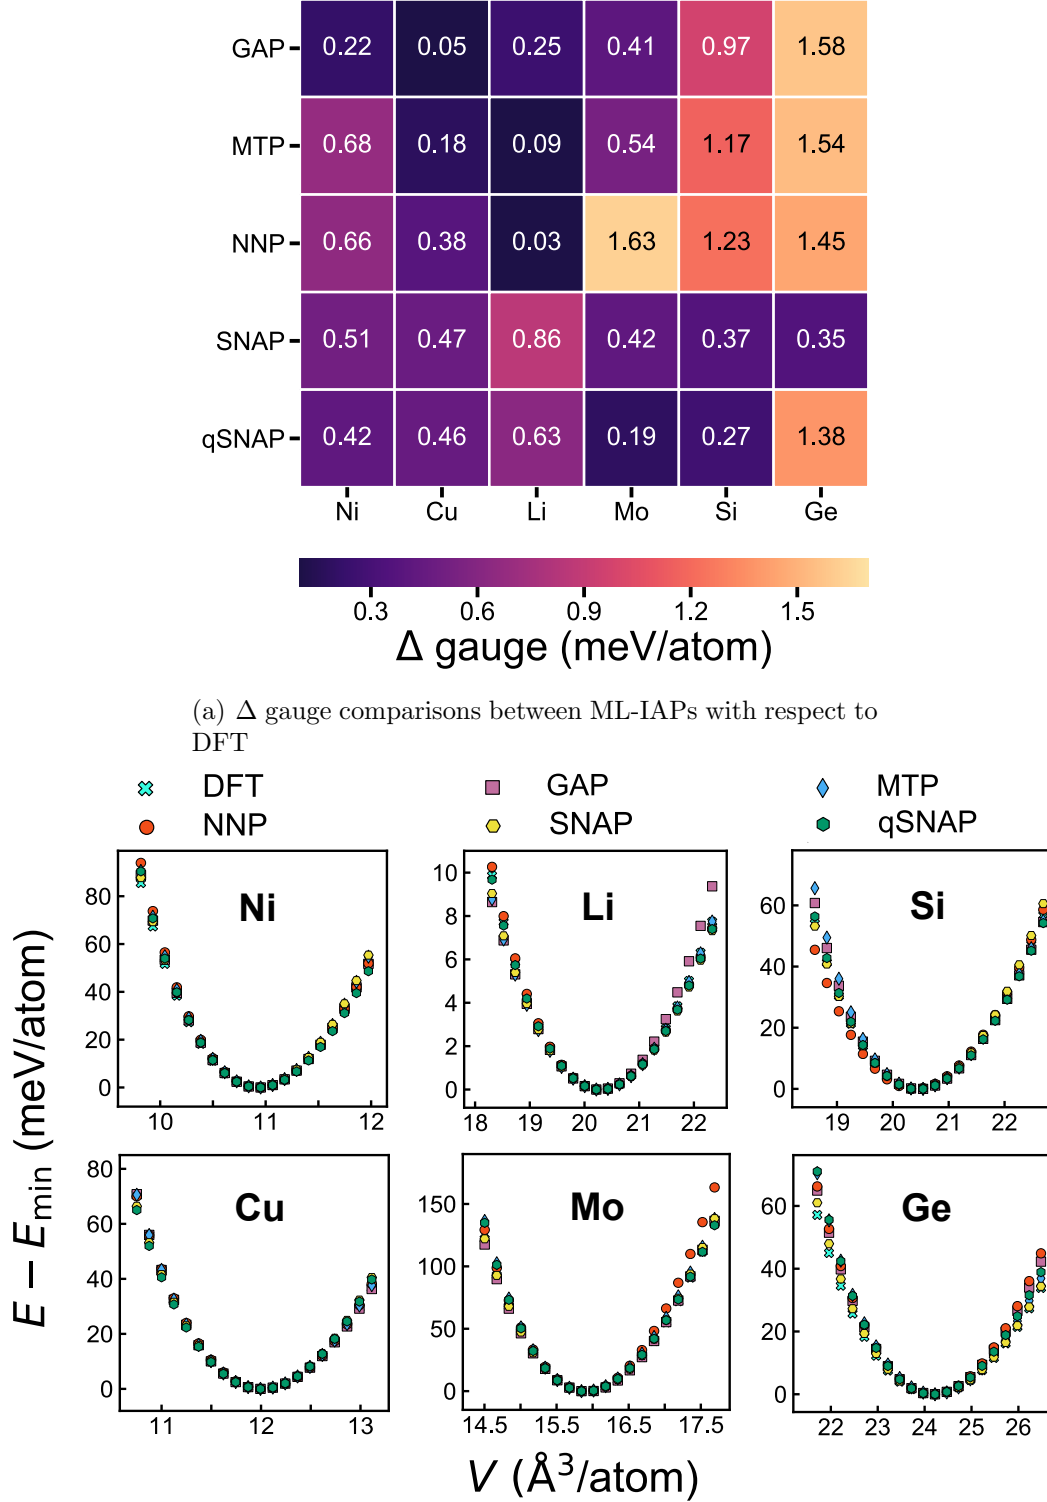 GAP 0.22 0.05 0.25 0.41 0.97 1.58
MTP 0.68 0.18 0.09 0.54 1.17 1.54
NNP 0.66 0.38 0.03 1.63 1.23 1.45
SNAP 0.51 0.47 0.86 0.42 0.37 0.35
qSNAP 0.42 0.46 0.63 0.19 0.27 1.38
Ni Cu Li Mo Si Ge
0.3 0.6 0.9 1.2 1.5
Δ gauge (meV/atom)
(a) Δ gauge comparisons between ML-IAPs with respect to
DFT
DFT GAP MTP
NNP SNAP qSNAP
E − Emin (meV/atom)
Ni
80
60
40
20
0
10 11 12
Li
10
8
6
4
2
0
18 19 20 21 22
Si
60
40
20
0
19 20 21 22
Cu
80
60
40
20
0
11 12 13
Mo
150
100
50
0
14.5 15.5 16.5 17.5
Ge
80
60
40
20
0
22 23 24 25 26
V (Å³/atom)